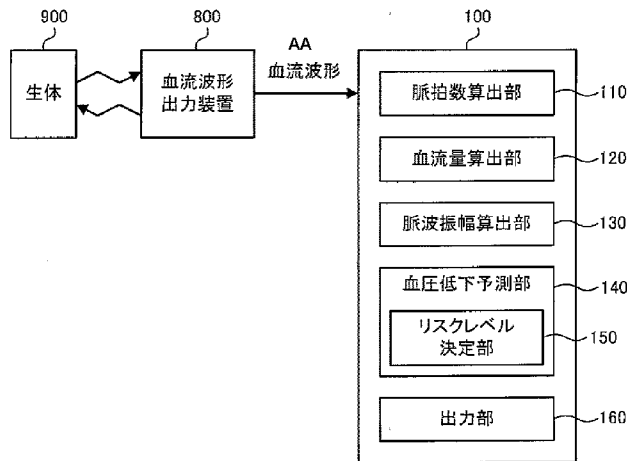 900
800
100
生体
血流波形
出力装置
AA
血流波形
脈拍数算出部
110
血流量算出部
120
脈波振幅算出部
130
血圧低下予測部
140
リスクレベル
決定部
150
出力部
160